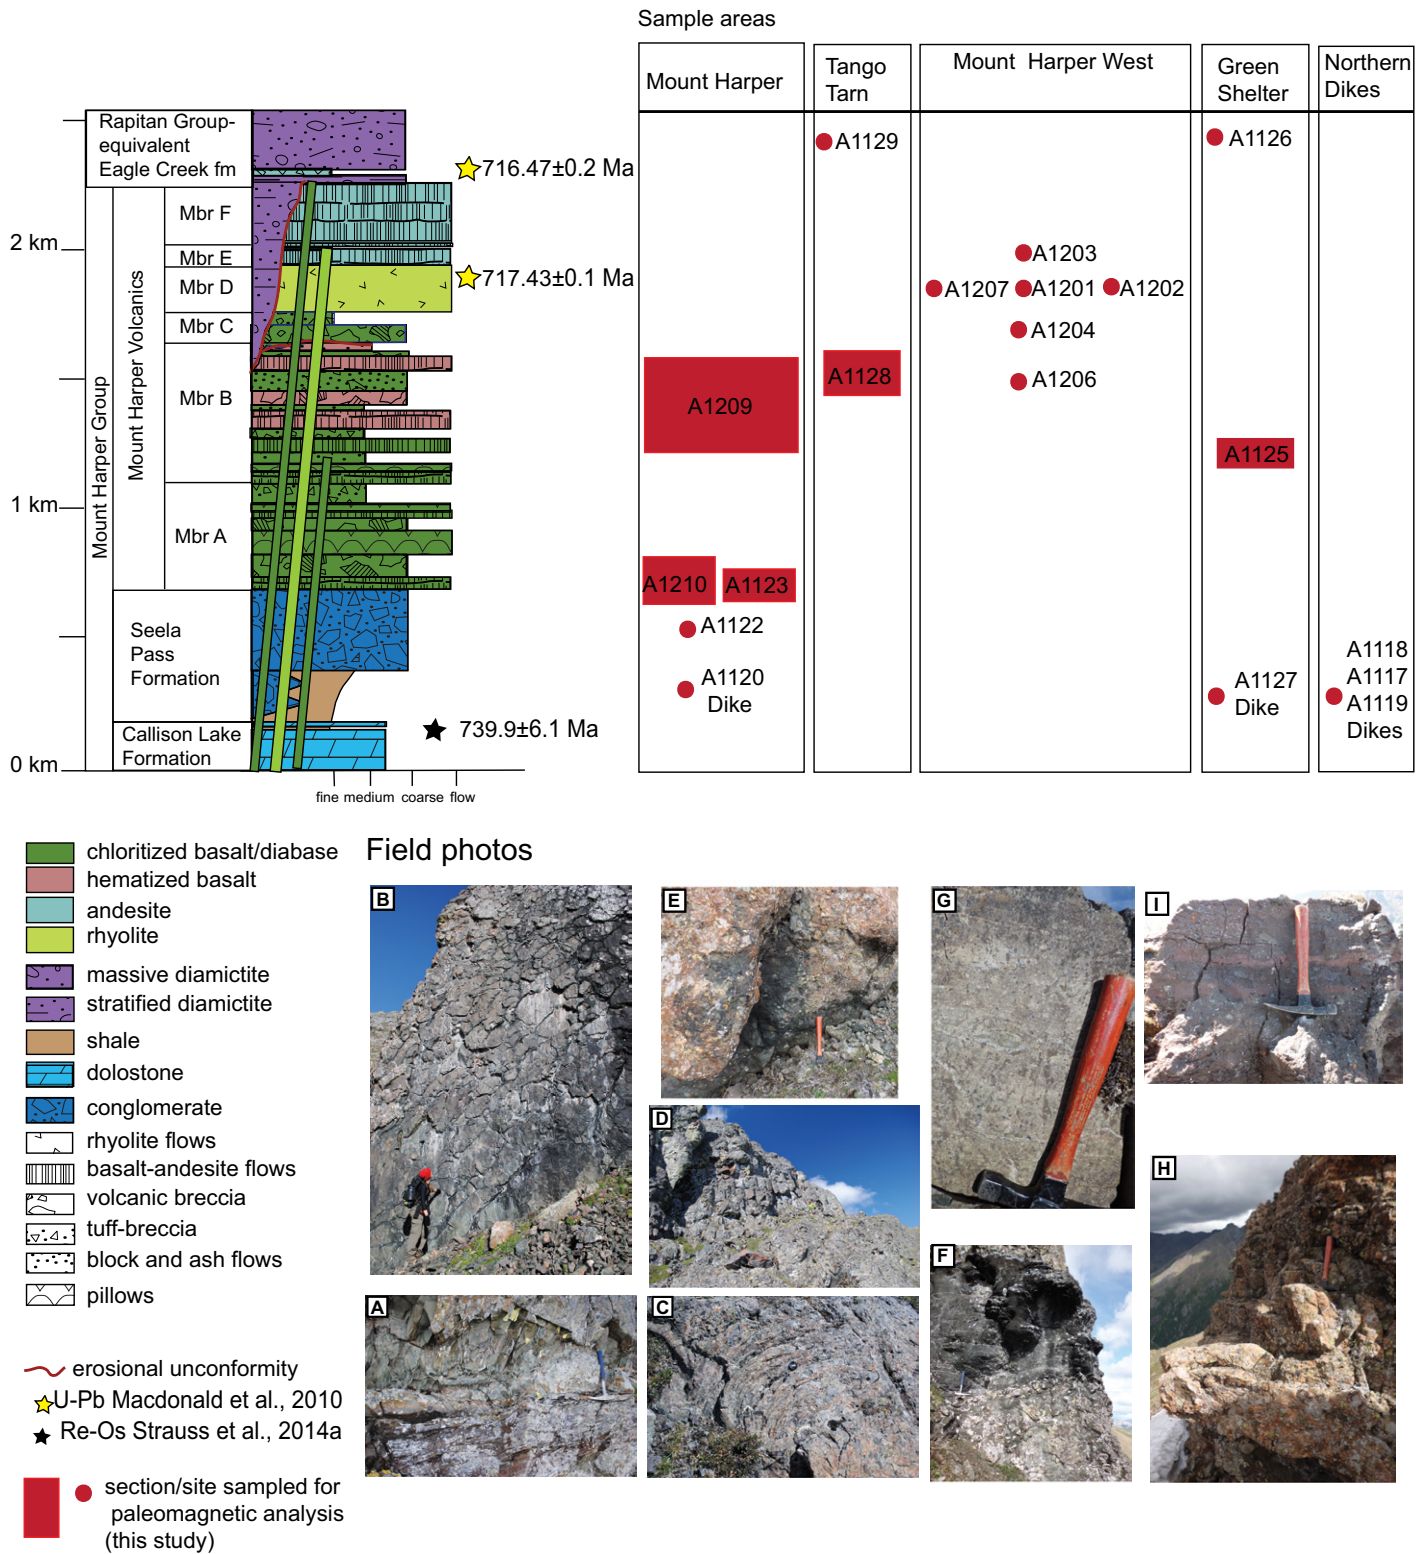 Sample areas
Mount Harper
Tango
Tarn
Mount Harper West
Green
Shelter
Northern
Dikes
Rapitan Group-
equivalent
Eagle Creek fm
716.47±0.2 Ma
Mbr F
2 km
Mbr E
Mbr D
717.43±0.1 Ma
Mbr C
Mbr B
Mount Harper Volcanics
Mount Harper Group
1 km
Mbr A
Seela
Pass
Formation
Callison Lake
Formation
739.9±6.1 Ma
0 km
fine medium coarse flow
A1129
A1126
A1203
A1207
A1201
A1202
A1204
A1206
A1128
A1209
A1125
A1210
A1123
A1122
A1120
Dike
A1127
Dike
A1118
A1117
A1119
Dikes
chloritized basalt/diabase
hematized basalt
andesite
rhyolite
massive diamictite
stratified diamictite
shale
dolostone
conglomerate
rhyolite flows
basalt-andesite flows
volcanic breccia
tuff-breccia
block and ash flows
pillows
erosional unconformity
U-Pb Macdonald et al., 2010
Re-Os Strauss et al., 2014a
section/site sampled for
paleomagnetic analysis
(this study)
Field photos
B
E
G
I
D
H
F
A
C